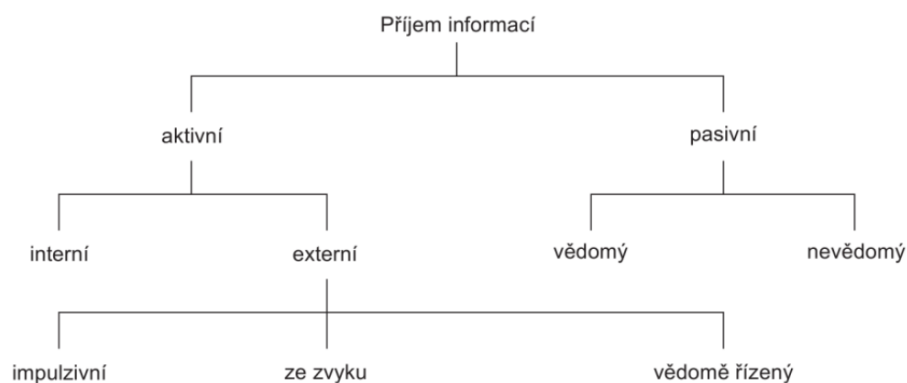 Příjem informací
aktivní pasivní
interní externí vědomý nevědomý
impulzivní ze zvyku vědomě řízený